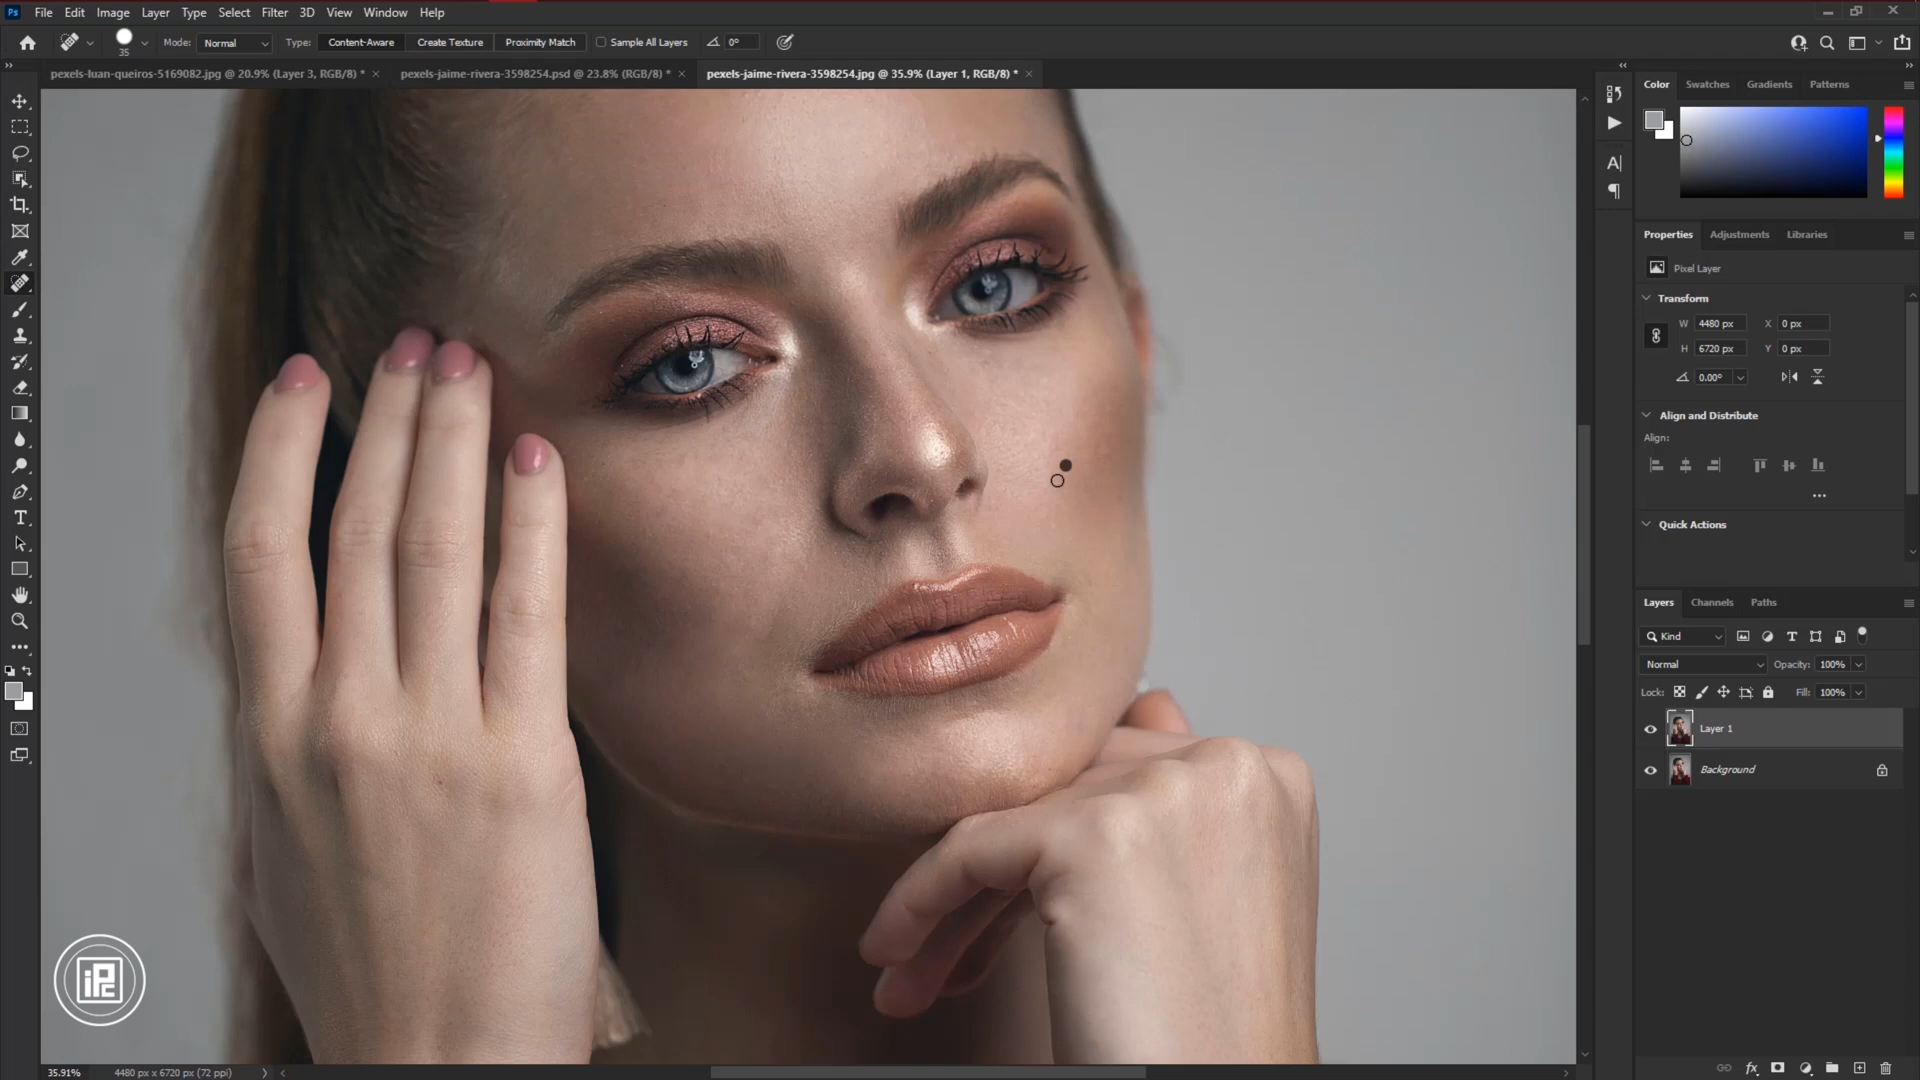 Ps File Edit Image Layer Type Select Filter 3D View Window Help
35 Mode: Normal Type: Content-Aware Create Texture Proximity Match Sample All Layers 0°
pexels-luan-queiros-5169082.jpg @ 20.9% (Layer 3, RGB/8) * × pexels-jaime-rivera-3598254.psd @ 23.8% (RGB/8) * × pexels-jaime-rivera-3598254.jpg @ 35.9% (Layer 1, RGB/8) * ×
Color Swatches Gradients Patterns
Properties Adjustments Libraries
Pixel Layer
Transform
W 4480 px X 0 px
H 6720 px Y 0 px
0.00°
Align and Distribute
Align:
Quick Actions
Layers Channels Paths
Kind
Normal Opacity: 100%
Lock: Fill: 100%
Layer 1
Background
iPc
35.91% 4480 px x 6720 px (72 ppi)